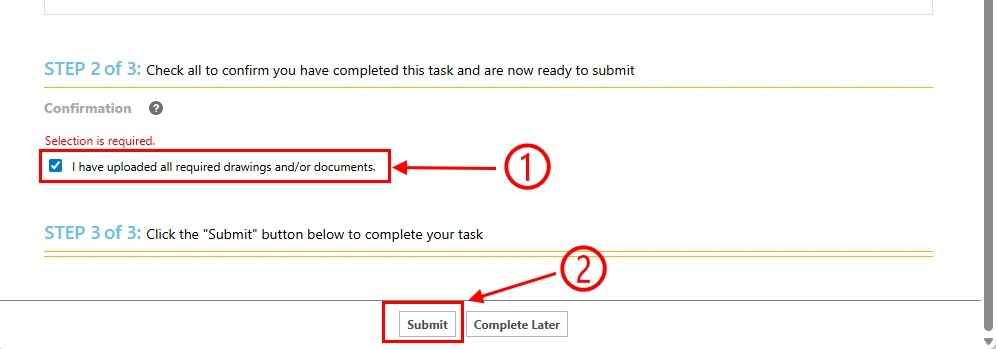 STEP 2 of 3: Check all to confirm you have completed this task and are now ready to submit
Confirmation ?
Selection is required.
I have uploaded all required drawings and/or documents.
1
STEP 3 of 3: Click the "Submit" button below to complete your task
2
Submit
Complete Later